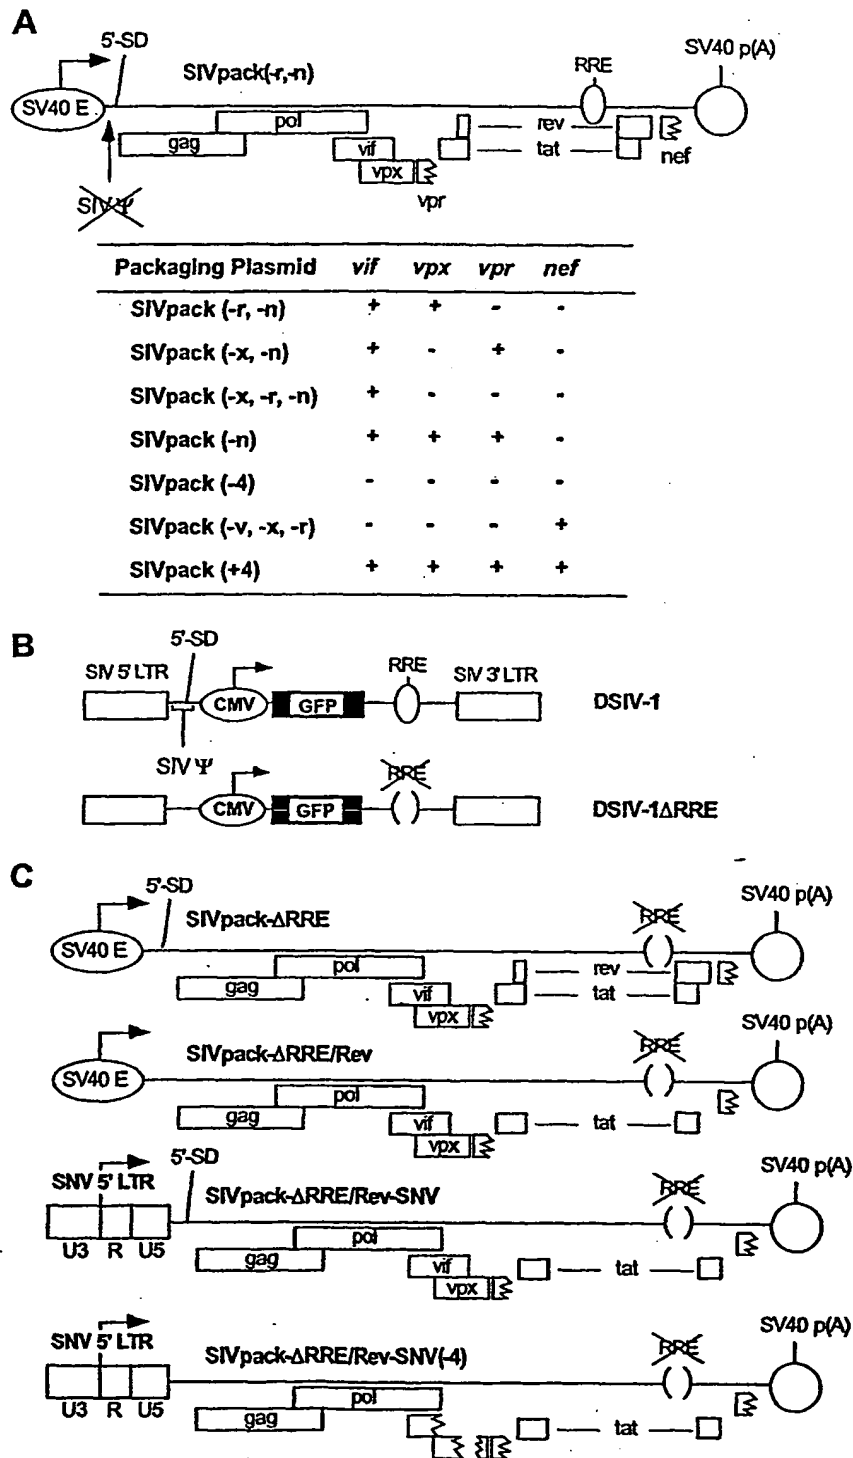 A
5'-SD
SIVpack(-r,-n)
RRE
SV40 p(A)
SV40 E
pol
rev
gag
vif
tat
nef
vpx
vpr
SIV Ψ
Packaging Plasmid vif vpx vpr nef
SIVpack (-r, -n) + + - -
SIVpack (-x, -n) + - + -
SIVpack (-x, -r, -n) + - - -
SIVpack (-n) + + + -
SIVpack (-4) - - - -
SIVpack (-v, -x, -r) - - - +
SIVpack (+4) + + + +
B
5'-SD
SIV 5' LTR
RRE
SIV 3' LTR
CMV
GFP
DSIV-1
SIV Ψ
RRE
CMV
GFP
DSIV-1ΔRRE
C
5'-SD
SIVpack-ΔRRE
RRE
SV40 p(A)
SV40 E
pol
rev
gag
vif
tat
vpx
SIVpack-ΔRRE/Rev
RRE
SV40 p(A)
SV40 E
pol
gag
vif
tat
vpx
SNV 5' LTR
5'-SD
SIVpack-ΔRRE/Rev-SNV
RRE
SV40 p(A)
U3 R U5
pol
gag
vif
tat
vpx
SNV 5' LTR
SIVpack-ΔRRE/Rev-SNV(-4)
RRE
SV40 p(A)
U3 R U5
pol
gag
tat